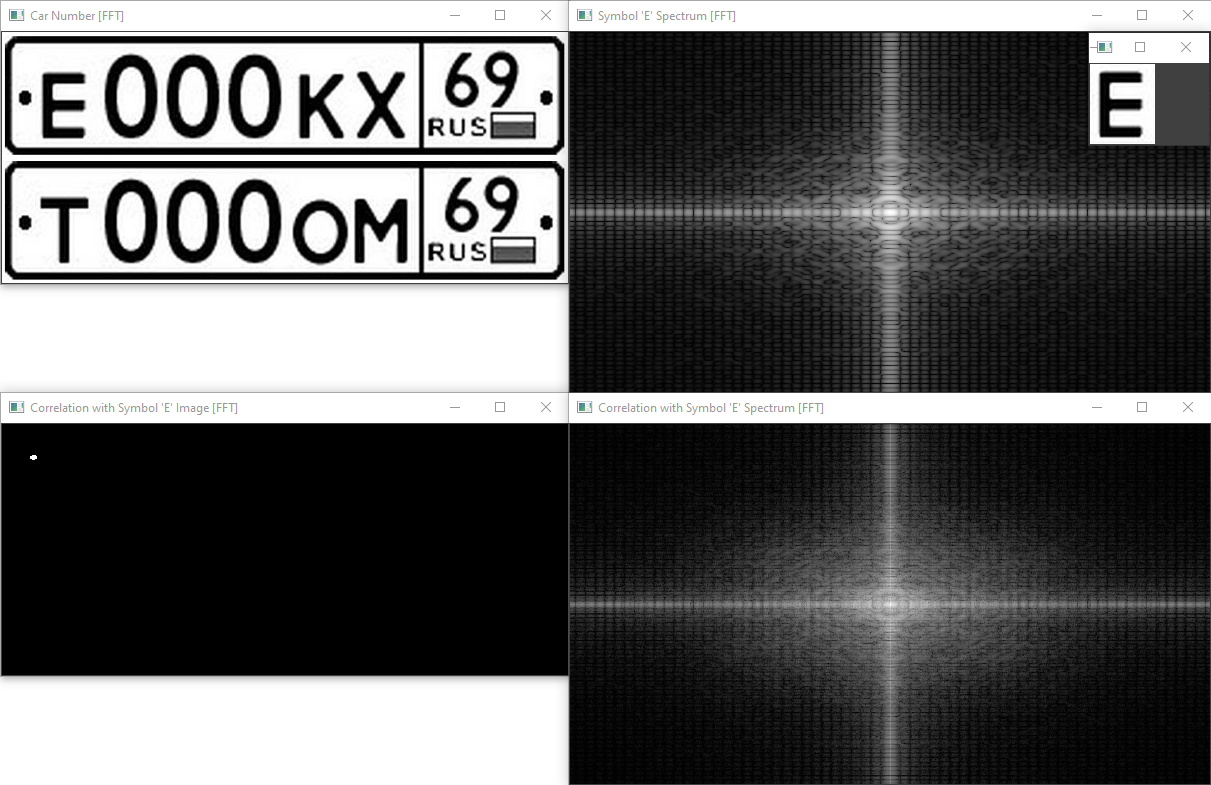 Car Number [FFT]
E000KX 69
RUS
T000OM 69
RUS
Symbol 'E' Spectrum [FFT]
E
Correlation with Symbol 'E' Image [FFT]
Correlation with Symbol 'E' Spectrum [FFT]